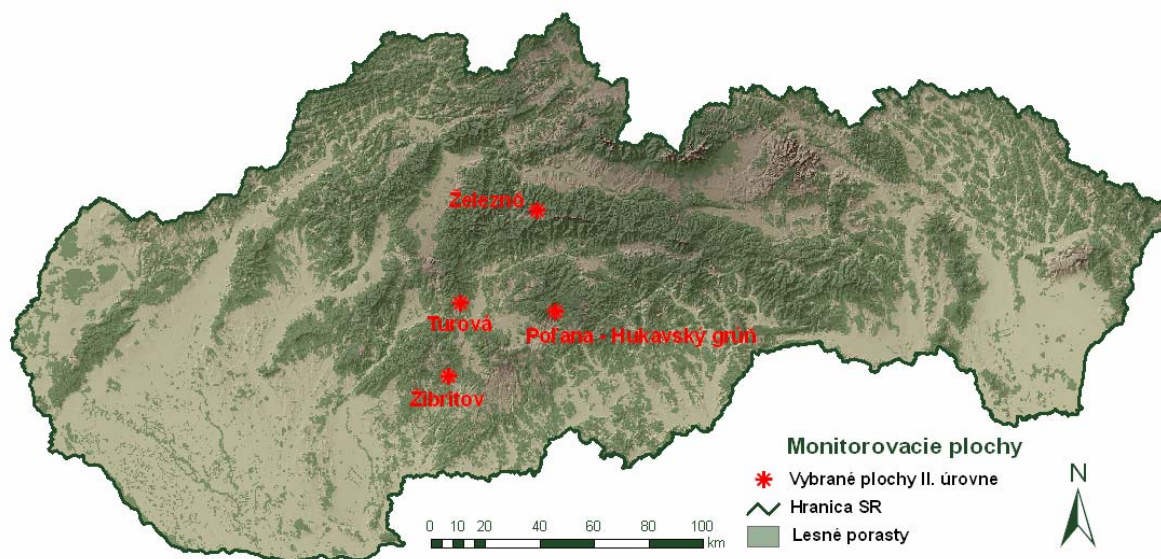 Železnô
Turová
Poľana - Hukavský grúň
Žibritov
Monitorovacie plochy
Vybrané plochy II. úrovne
Hranica SR
Lesné porasty
N
0 10 20 40 60 80 100
km